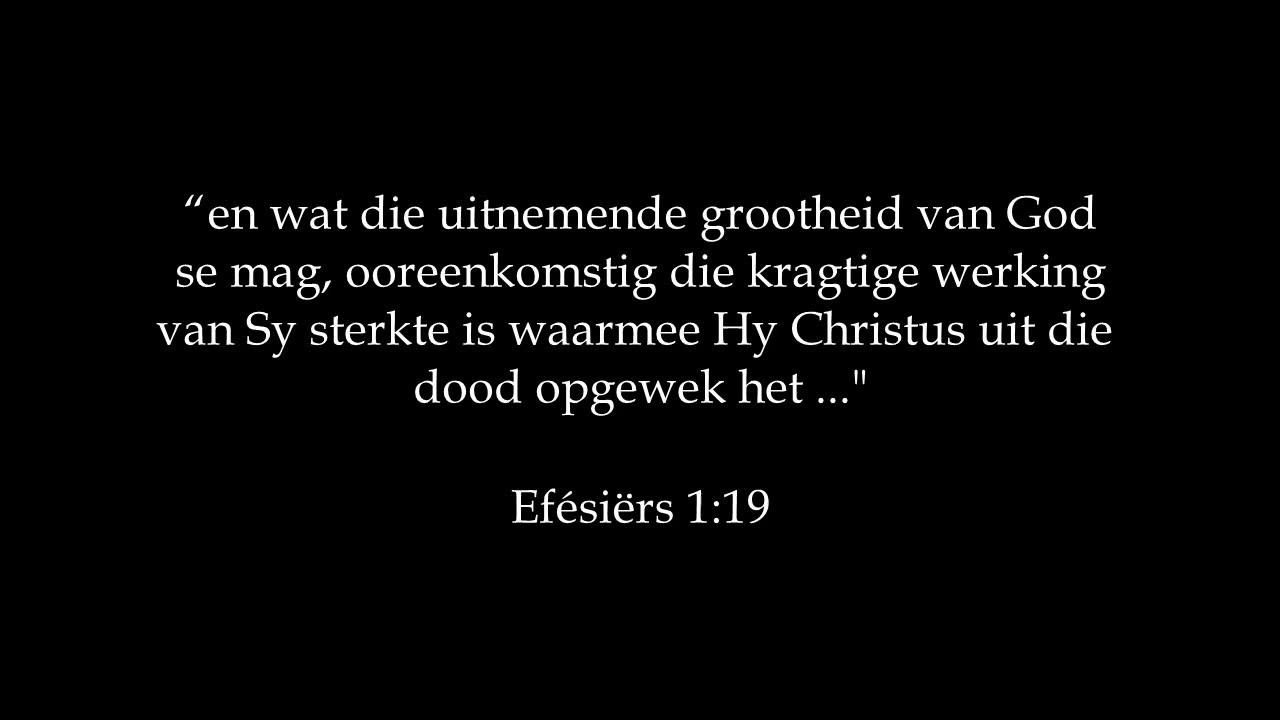 “en wat die uitnemende grootheid van God
se mag, ooreenkomstig die kragtige werking
van Sy sterkte is waarmee Hy Christus uit die
dood opgewek het ..."
Efésiërs 1:19